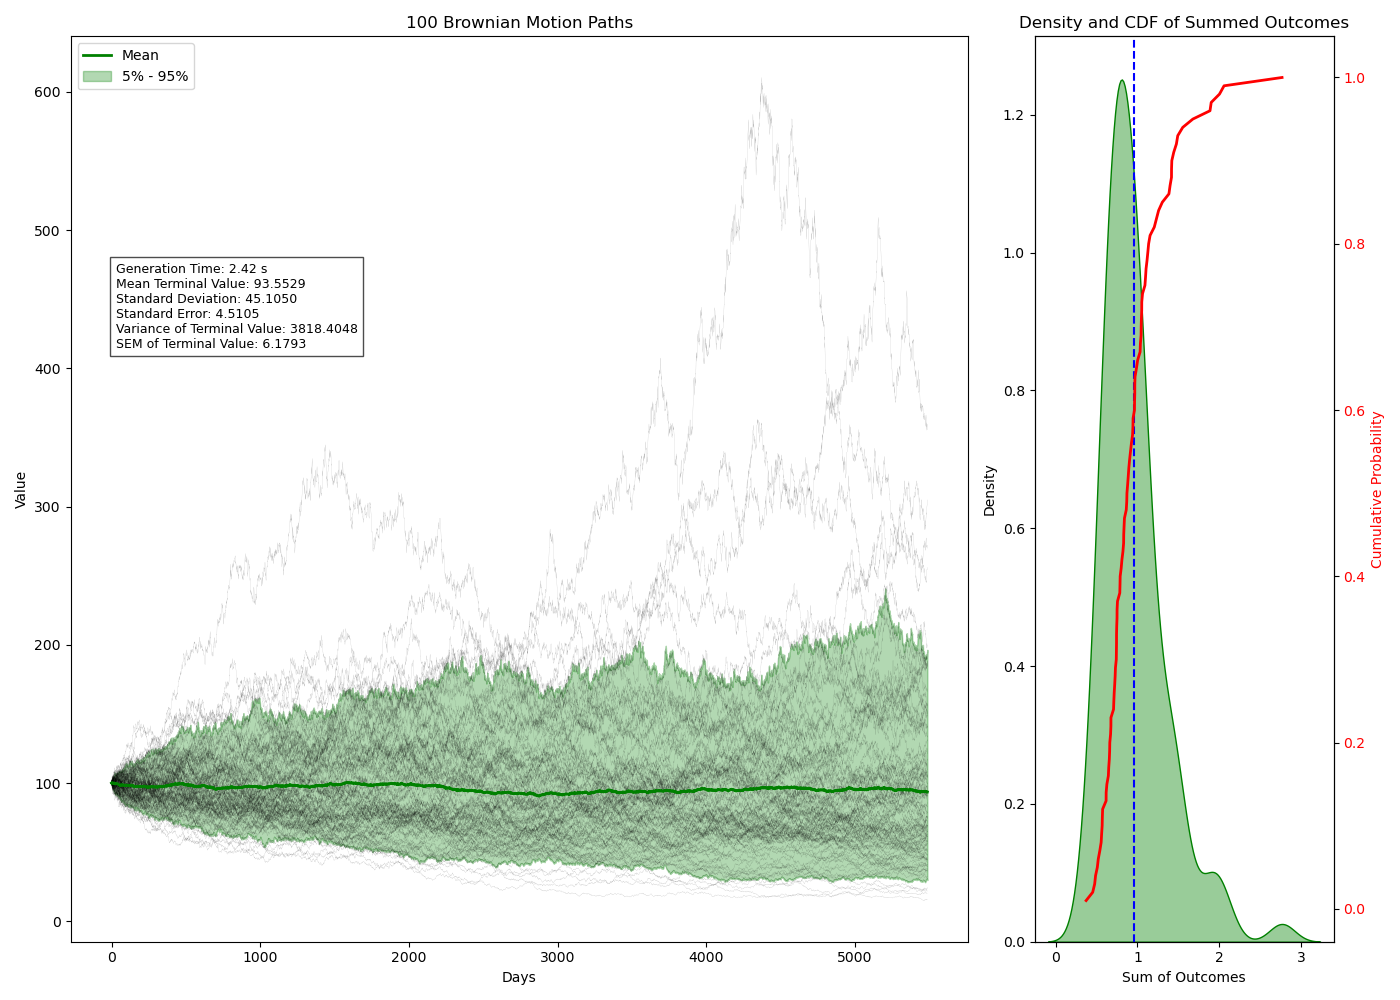 100 Brownian Motion Paths
Mean
5% - 95%
600
500
400
300
200
100
0
Value
Generation Time: 2.42 s
Mean Terminal Value: 93.5529
Standard Deviation: 45.1050
Standard Error: 4.5105
Variance of Terminal Value: 3818.4048
SEM of Terminal Value: 6.1793
0 1000 2000 3000 4000 5000
Days
Density and CDF of Summed Outcomes
1.2
1.0
0.8
0.6
0.4
0.2
0.0
Density
1.0
0.8
0.6
0.4
0.2
0.0
Cumulative Probability
0 1 2 3
Sum of Outcomes